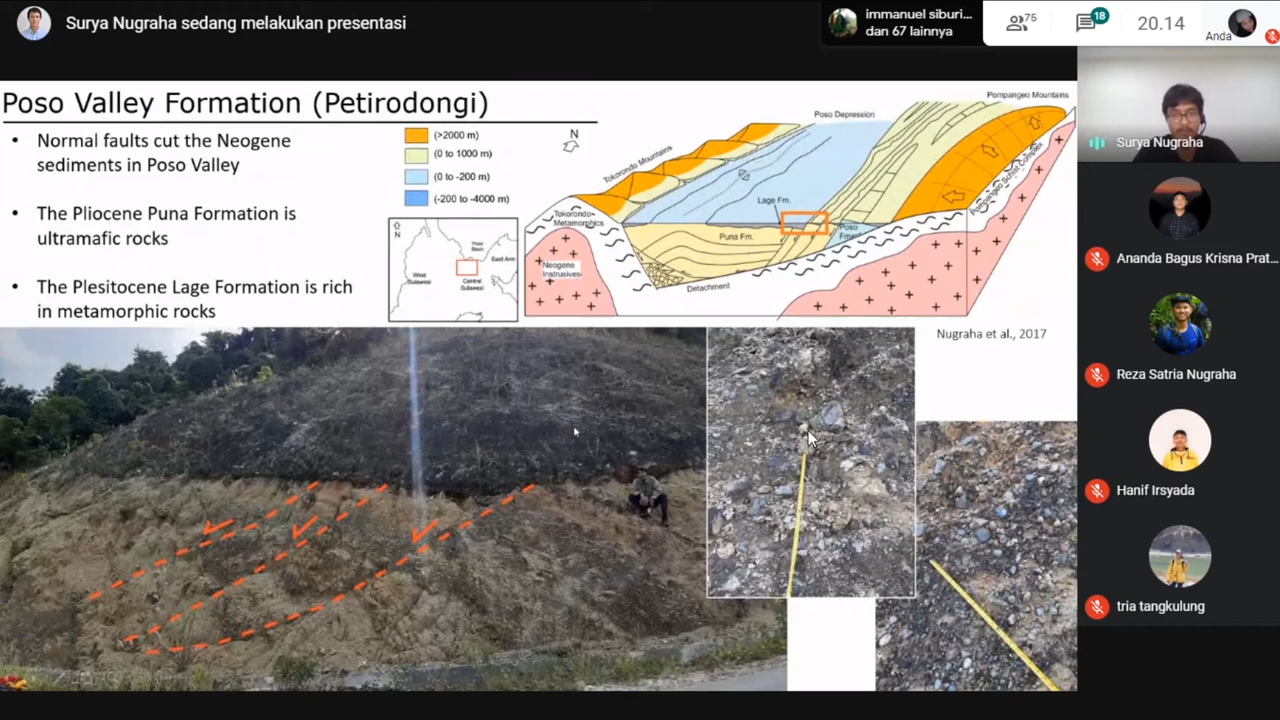 Surya Nugraha sedang melakukan presentasi
immanuel siburi...
dan 67 lainnya
75
18
20.14
Anda
Poso Valley Formation (Petirodongi)
• Normal faults cut the Neogene
sediments in Poso Valley
• The Pliocene Puna Formation is
ultramafic rocks
• The Plesitocene Lage Formation is rich
in metamorphic rocks
(>2000 m)
(0 to 1000 m)
(0 to -200 m)
(-200 to -4000 m)
N
N
Poso
Basin
East Arm
West
Sulawesi
Central
Sulawesi
Pompangeo Mountains
Poso Depression
Tokorondo Mountains
Pompangeo Schist Complex
Lage Fm.
Tokorondo
Metamorphics
Puna Fm.
Poso
Fm.
Neogene
Instrusives
Detachment
Nugraha et al., 2017
Surya Nugraha
Ananda Bagus Krisna Prat...
Reza Satria Nugraha
Hanif Irsyada
tria tangkulung